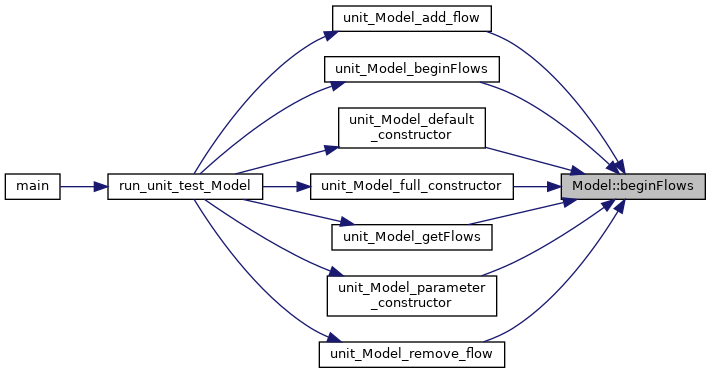 unit_Model_add_flow
unit_Model_beginFlows
unit_Model_default
_constructor
main
run_unit_test_Model
unit_Model_full_constructor
Model::beginFlows
unit_Model_getFlows
unit_Model_parameter
_constructor
unit_Model_remove_flow